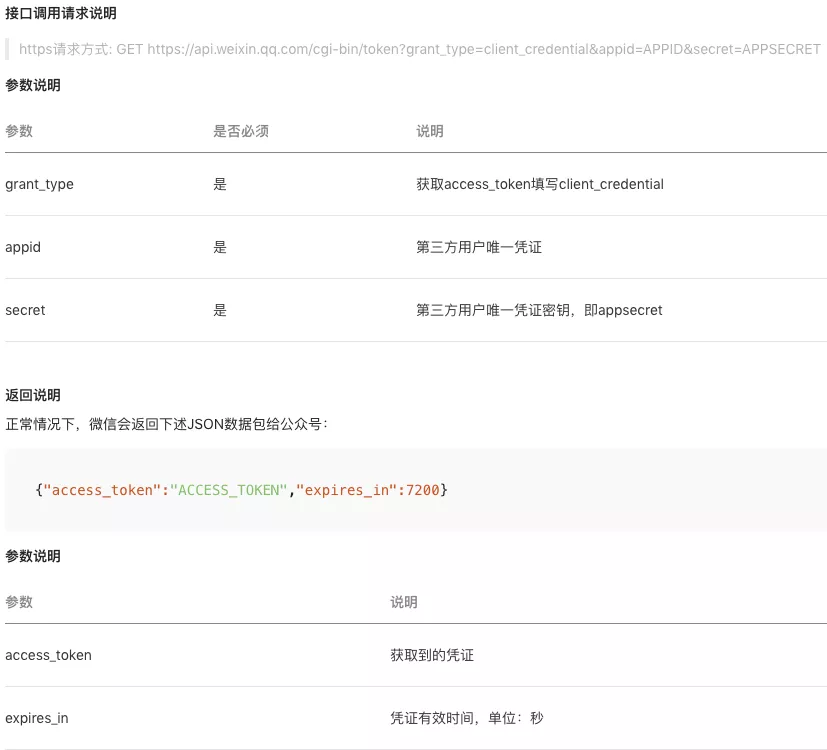 接口调用请求说明
https请求方式: GET https://api.weixin.qq.com/cgi-bin/token?grant_type=client_credential&appid=APPID&secret=APPSECRET
参数说明
参数 是否必须 说明
grant_type 是 获取access_token填写client_credential
appid 是 第三方用户唯一凭证
secret 是 第三方用户唯一凭证密钥，即appsecret
返回说明
正常情况下，微信会返回下述JSON数据包给公众号：
{"access_token":"ACCESS_TOKEN","expires_in":7200}
参数说明
参数 说明
access_token 获取到的凭证
expires_in 凭证有效时间，单位：秒